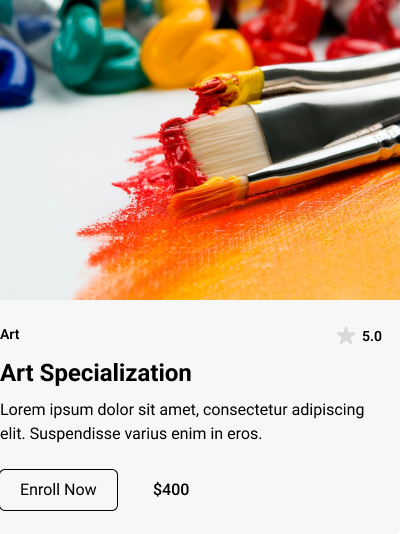 Art
5.0
Art Specialization
Lorem ipsum dolor sit amet, consectetur adipiscing
elit. Suspendisse varius enim in eros.
Enroll Now
$400